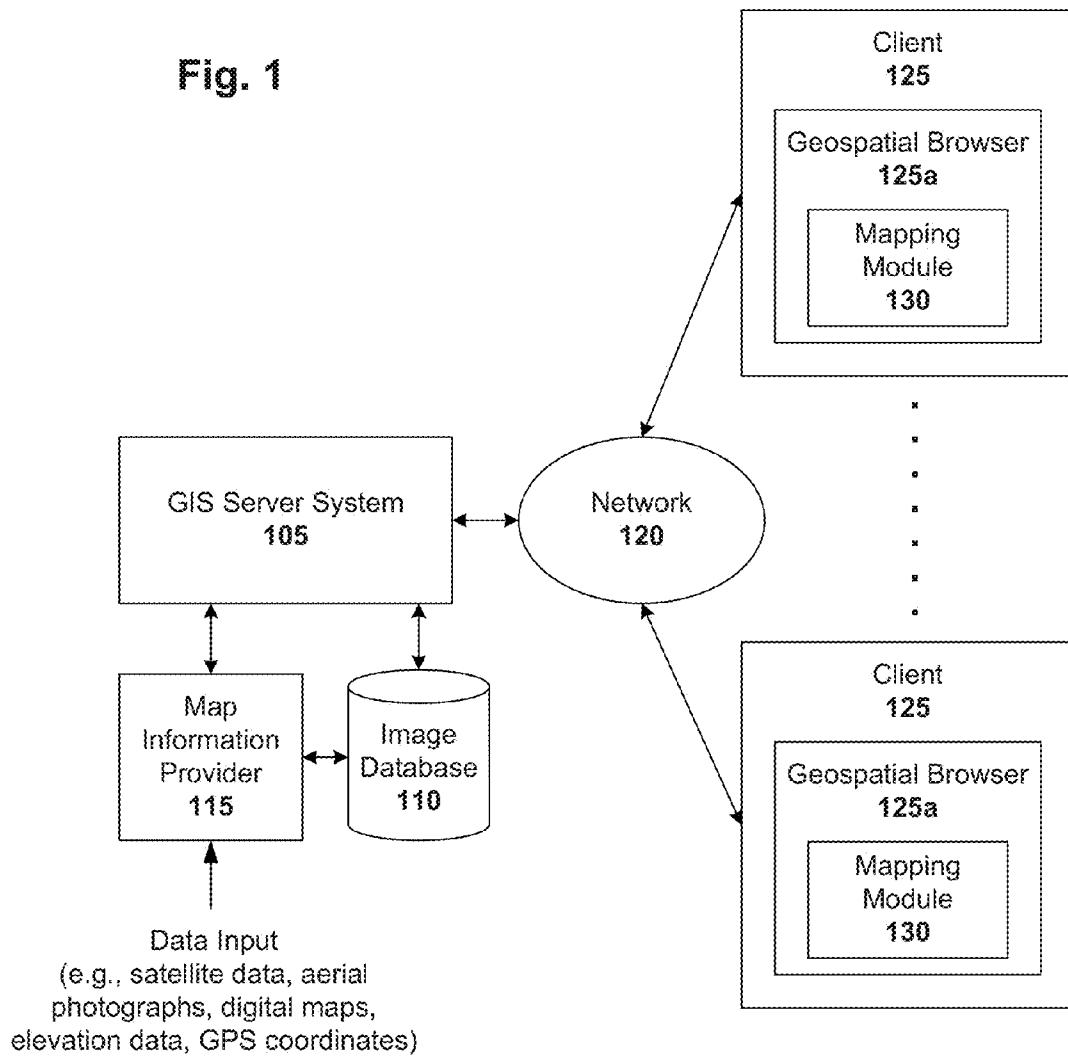 Fig. 1
Client
125
Geospatial Browser
125a
Mapping
Module
130
GIS Server System
105
Network
120
Map
Information
Provider
115
Image
Database
110
Client
125
Geospatial Browser
125a
Mapping
Module
130
Data Input
(e.g., satellite data, aerial
photographs, digital maps,
elevation data, GPS coordinates)